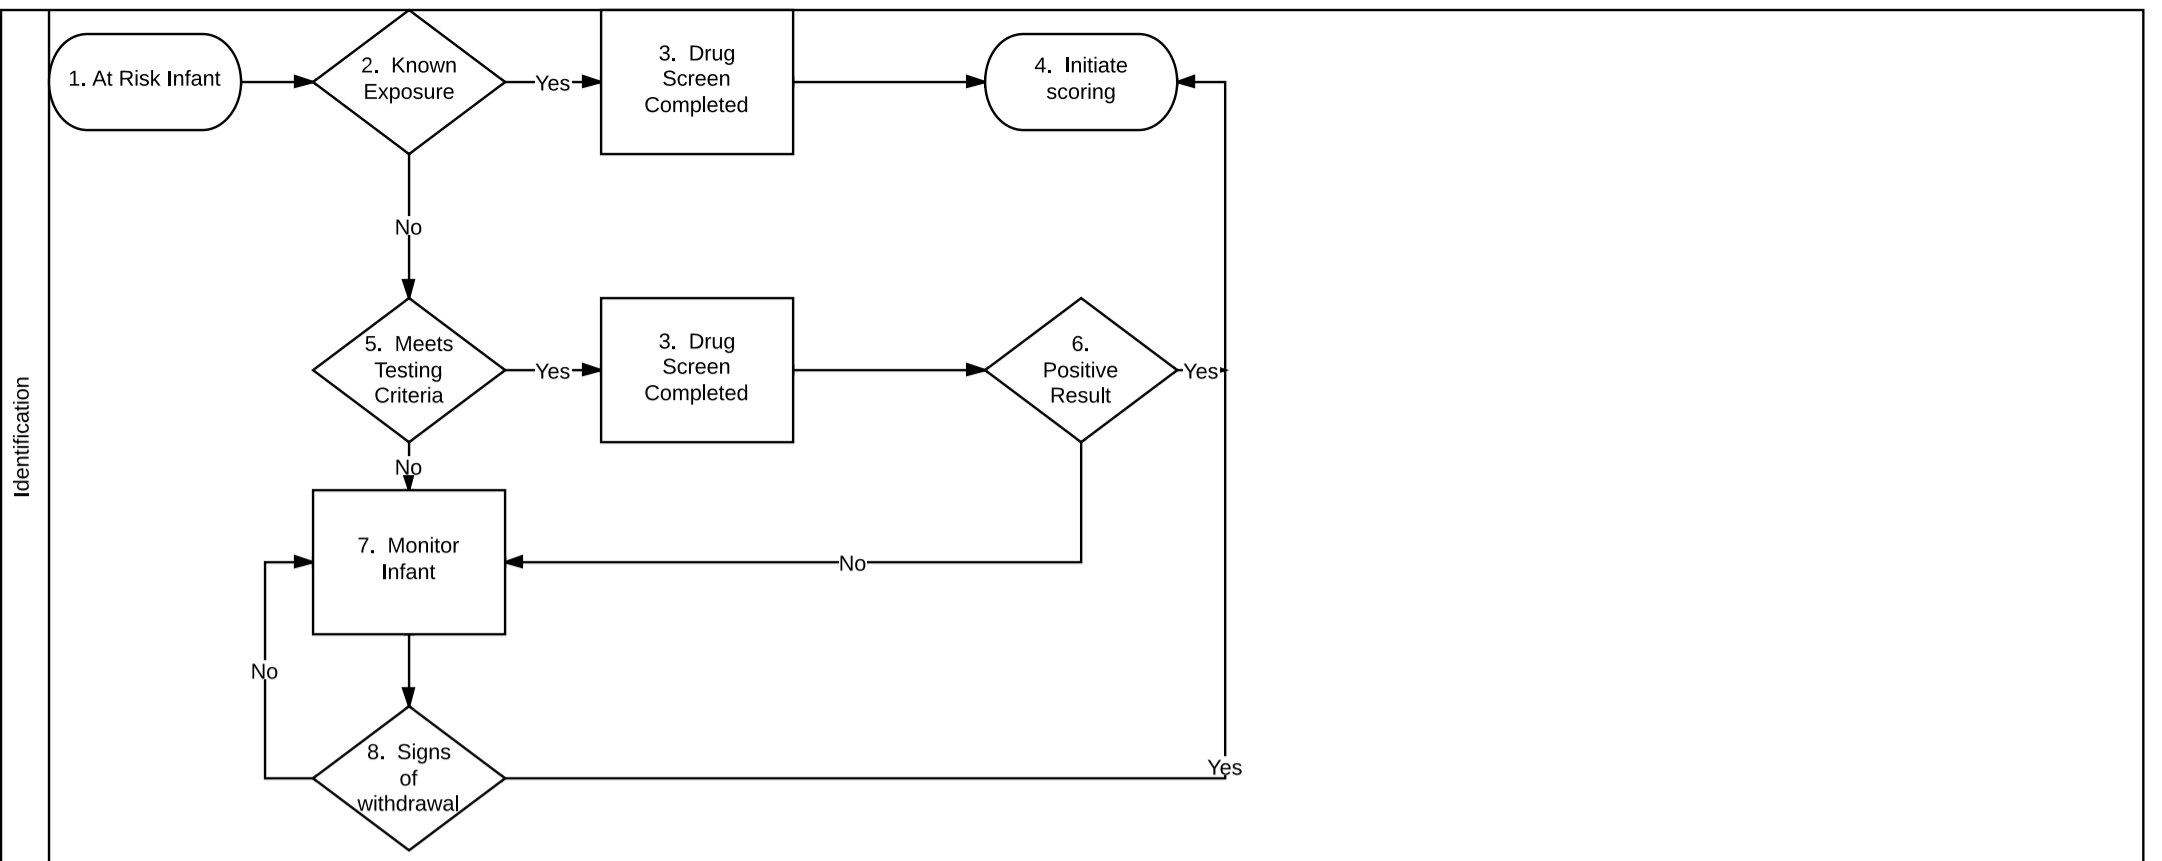 Identification
1. At Risk Infant
2. Known
Exposure
Yes
3. Drug
Screen
Completed
4. Initiate
scoring
No
5. Meets
Testing
Criteria
Yes
3. Drug
Screen
Completed
6.
Positive
Result
Yes
No
7. Monitor
Infant
No
No
8. Signs
of
withdrawal
Yes